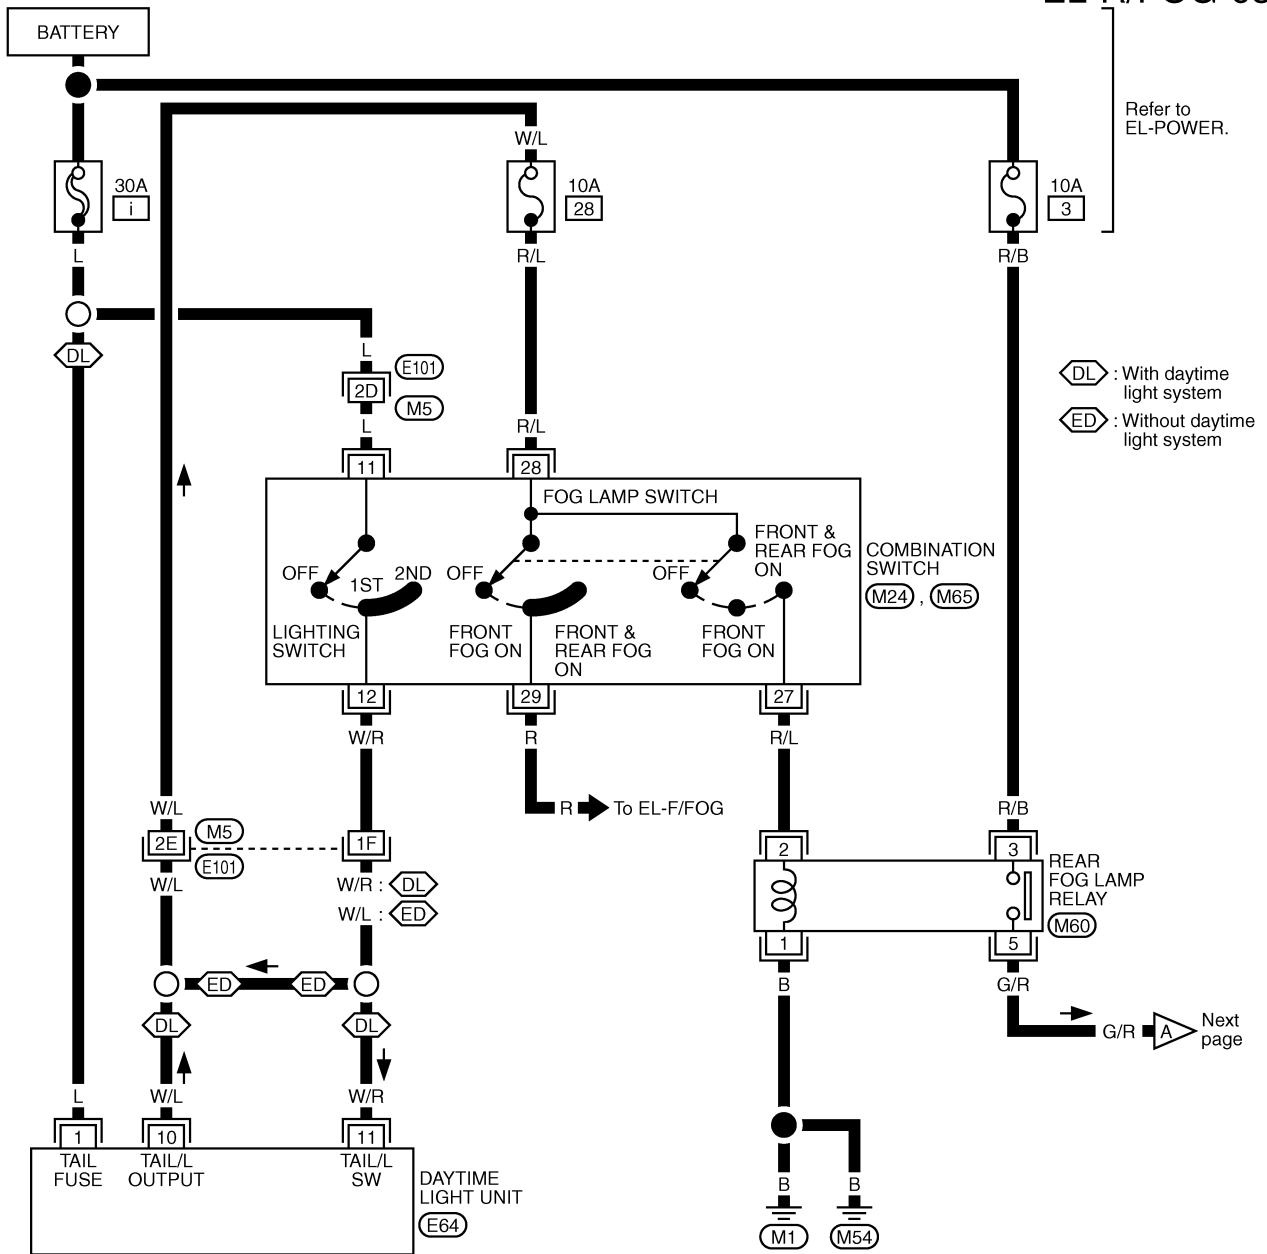 BATTERY
Refer to
EL-POWER.
W/L
30A
i
10A
28
10A
3
L
R/L
R/B
DL
L
E101
2D
M5
L
R/L
DL : With daytime
light system
ED : Without daytime
light system
11
28
FOG LAMP SWITCH
FRONT &
REAR FOG
ON
OFF
1ST
2ND
OFF
OFF
COMBINATION
SWITCH
M24 , M65
LIGHTING
SWITCH
FRONT
FOG ON
FRONT &
REAR FOG
ON
FRONT
FOG ON
12
29
27
W/R
R
R/L
R
To EL-F/FOG
W/L
R/B
2E
M5
E101
1F
2
3
REAR
FOG LAMP
RELAY
M60
W/L
W/R : DL
W/L : ED
1
5
ED
ED
B
G/R
DL
DL
G/R
A
Next
page
L
W/L
W/R
1
10
11
TAIL
FUSE
TAIL/L
OUTPUT
TAIL/L
SW
DAYTIME
LIGHT UNIT
E64
B
B
M1
M54